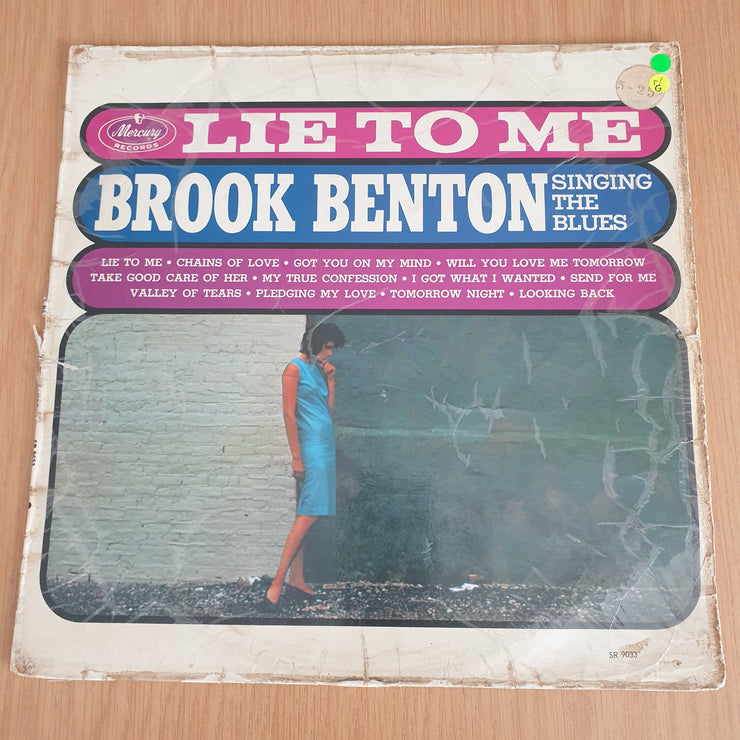 Mercury
RECORDS
LIE TO ME
BROOK BENTON
SINGING
THE
BLUES
LIE TO ME • CHAINS OF LOVE • GOT YOU ON MY MIND • WILL YOU LOVE ME TOMORROW
TAKE GOOD CARE OF HER • MY TRUE CONFESSION • I GOT WHAT I WANTED • SEND FOR ME
VALLEY OF TEARS • PLEDGING MY LOVE • TOMORROW NIGHT • LOOKING BACK
SR 9033